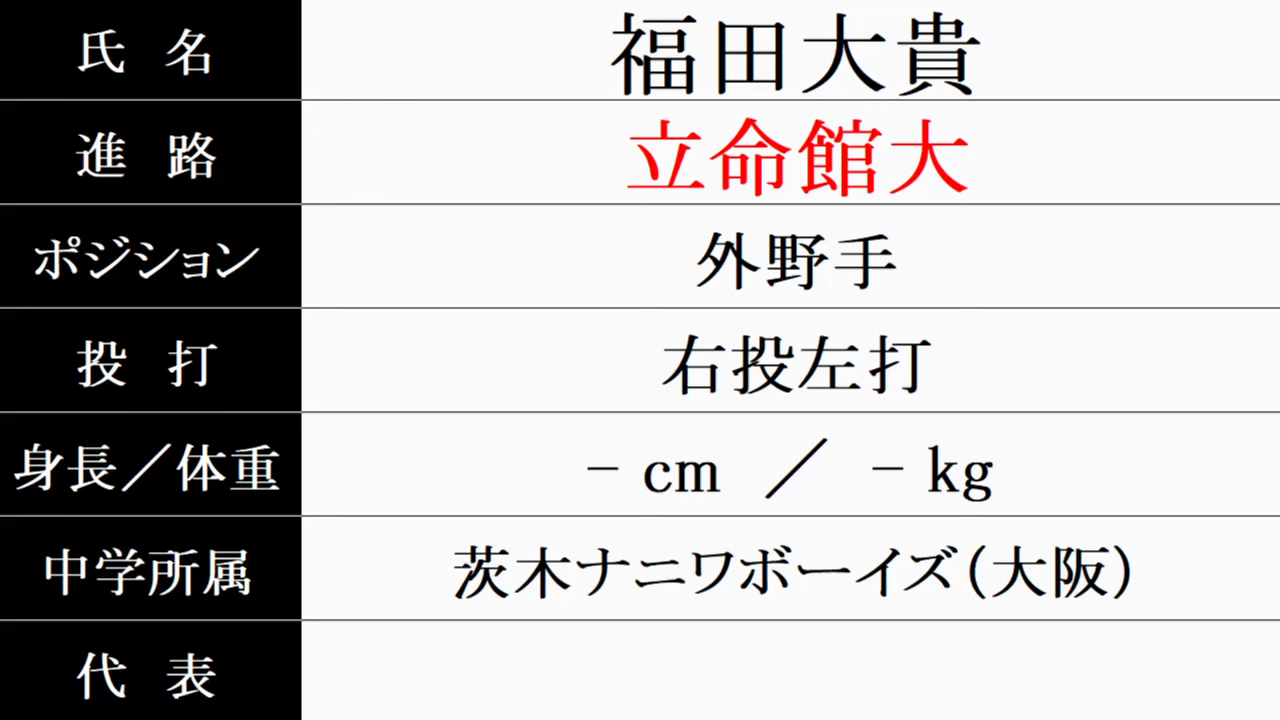 氏 名 福田大貴
進 路 立命館大
ポジション 外野手
投 打 右投左打
身長／体重 － cm ／ － kg
中学所属 茨木ナニワボーイズ(大阪)
代 表